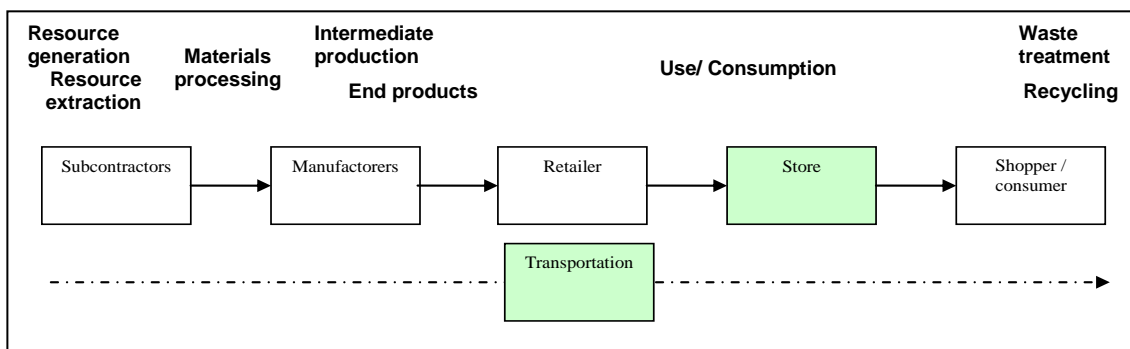 Resource
generation
Resource
extraction
Materials
processing
Intermediate
production
End products
Use/ Consumption
Waste
treatment
Recycling
Subcontractors
Manufactorers
Retailer
Store
Shopper /
consumer
Transportation